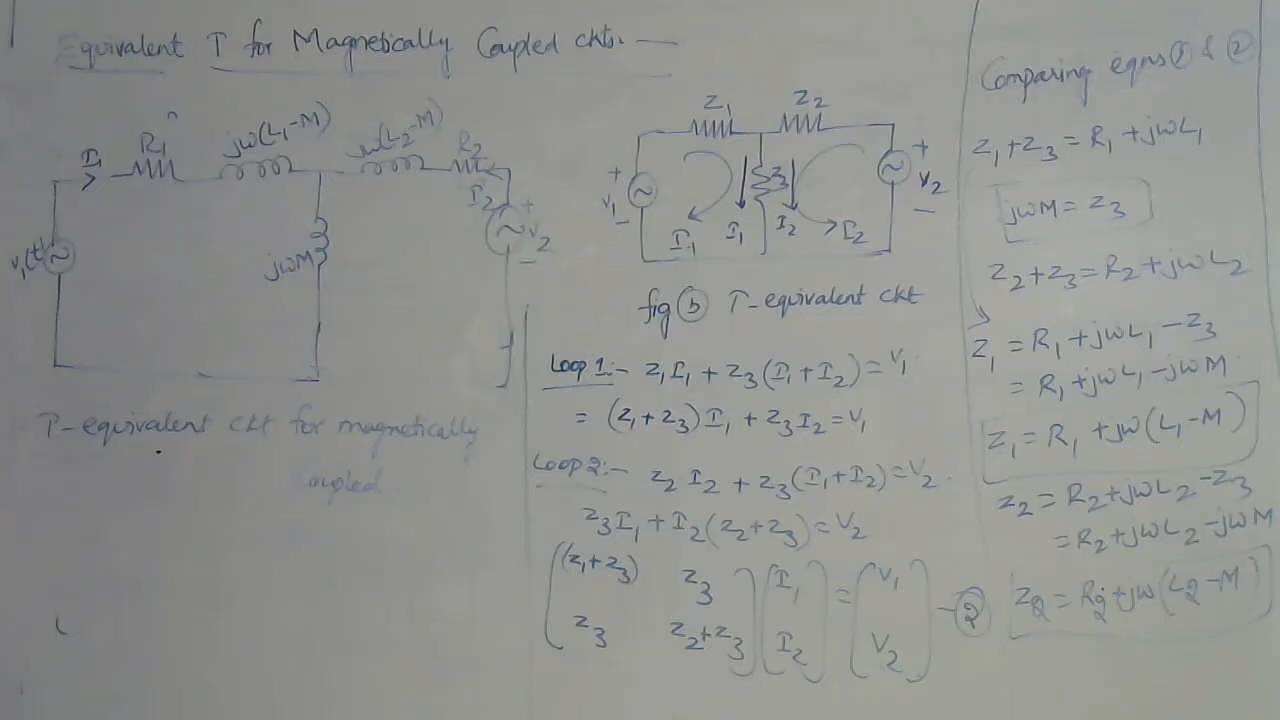 Equivalent T for Magnetically Coupled ckts. —
I₁ R₁ jω(L₁-M) jω(L₂-M) R₂
I₂ +
v₁(t) ~ ~ V₂
jωM −
T-equivalent ckt for magnetically
coupled
Z₁ Z₂
+ Z₃ +
V₁ ~ ~ V₂
− I₁ I₁ I₂ I₂ −
fig ⓑ T-equivalent ckt
Loop 1:- Z₁I₁ + Z₃(I₁+I₂) = V₁
= (Z₁+Z₃)I₁ + Z₃I₂ = V₁
Loop 2:- Z₂I₂ + Z₃(I₁+I₂) = V₂.
Z₃I₁ + I₂(Z₂+Z₃) = V₂
(Z₁+Z₃) Z₃ I₁ = V₁
Z₃ Z₂+Z₃ I₂ V₂ — ②
Comparing eqns ① & ②
Z₁+Z₃ = R₁+jωL₁
jωM = Z₃
Z₂+Z₃ = R₂+jωL₂
Z₁ = R₁+jωL₁-Z₃
= R₁+jωL₁-jωM
Z₁ = R₁+jω(L₁-M)
Z₂ = R₂+jωL₂-Z₃
= R₂+jωL₂-jωM
Z₂ = R₂+jω(L₂-M)